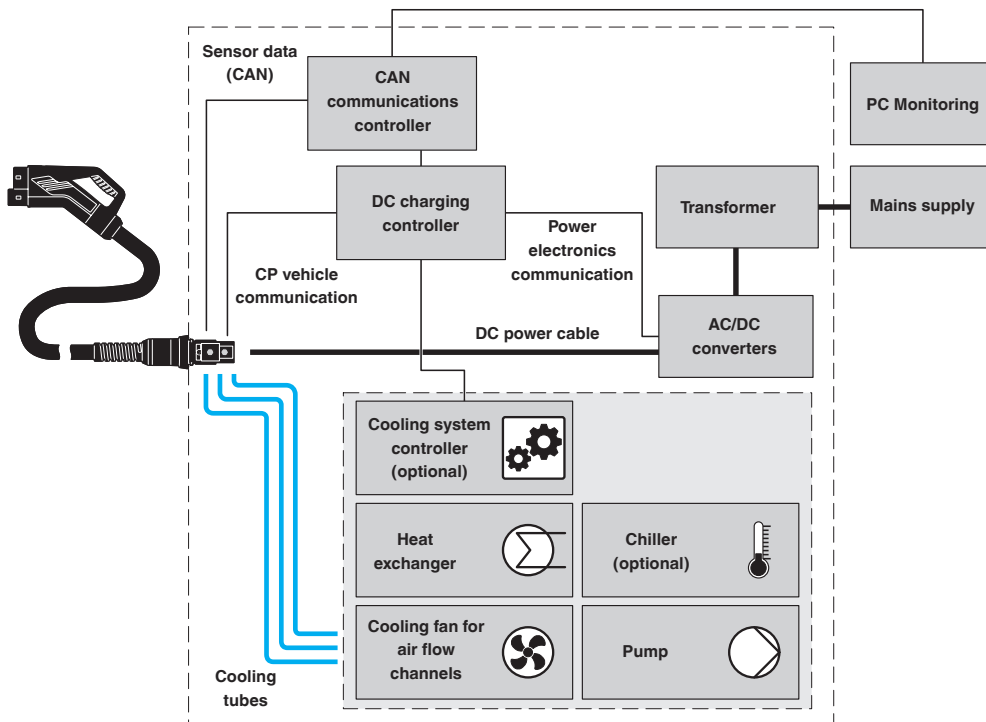 Sensor data
(CAN)
CAN
communications
controller
PC Monitoring
DC charging
controller
Transformer
Mains supply
CP vehicle
communication
Power
electronics
communication
DC power cable
AC/DC
converters
Cooling system
controller
(optional)
Heat
exchanger
Chiller
(optional)
Cooling fan for
air flow
channels
Pump
Cooling
tubes